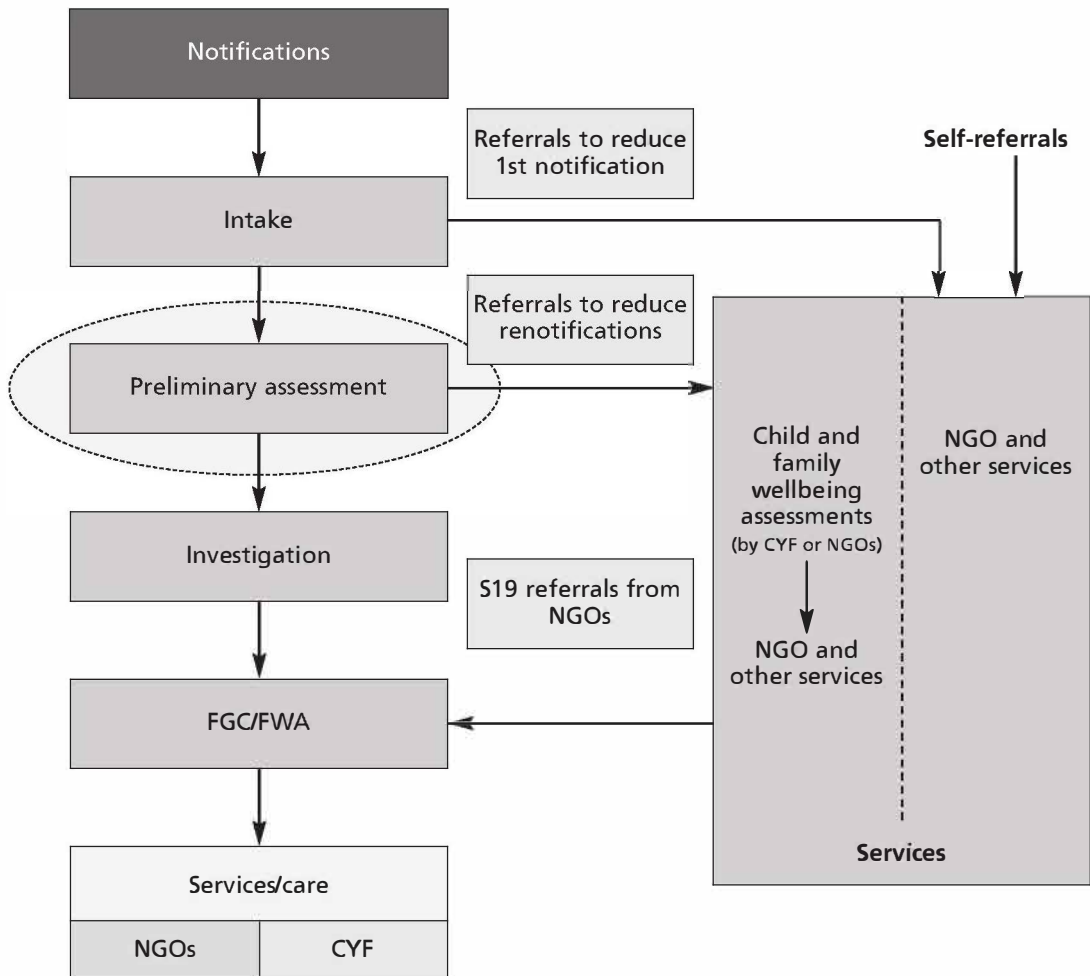 Notifications
Referrals to reduce
1st notification
Self-referrals
Intake
Referrals to reduce
renotifications
Preliminary assessment
Child and
family
wellbeing
assessments
(by CYF or NGOs)
NGO and
other services
NGO and
other services
Investigation
S19 referrals from
NGOs
FGC/FWA
Services
Services/care
NGOs
CYF